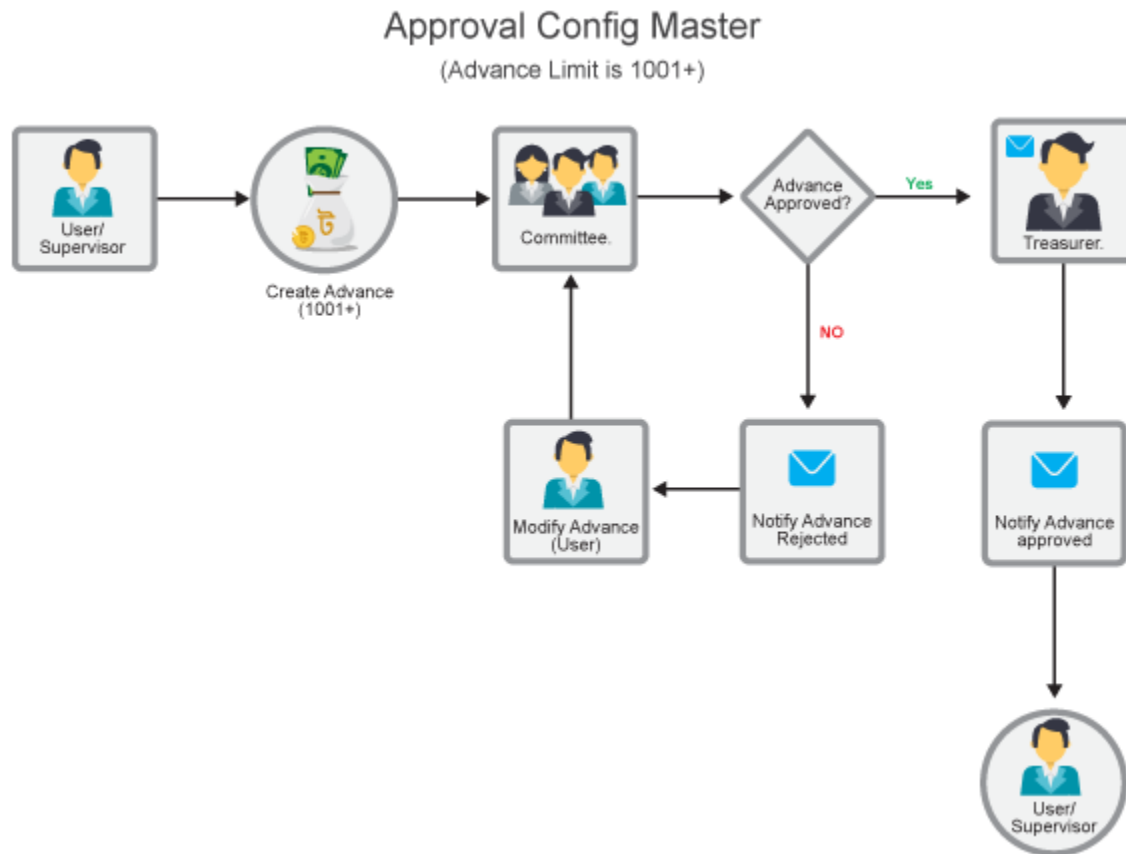 Approval Config Master
(Advance Limit is 1001+)
User/
Supervisor
Create Advance
(1001+)
৳
Committee.
Advance
Approved?
Yes
Treasurer.
NO
Modify Advance
(User)
Notify Advance
Rejected
Notify Advance
approved
User/
Supervisor